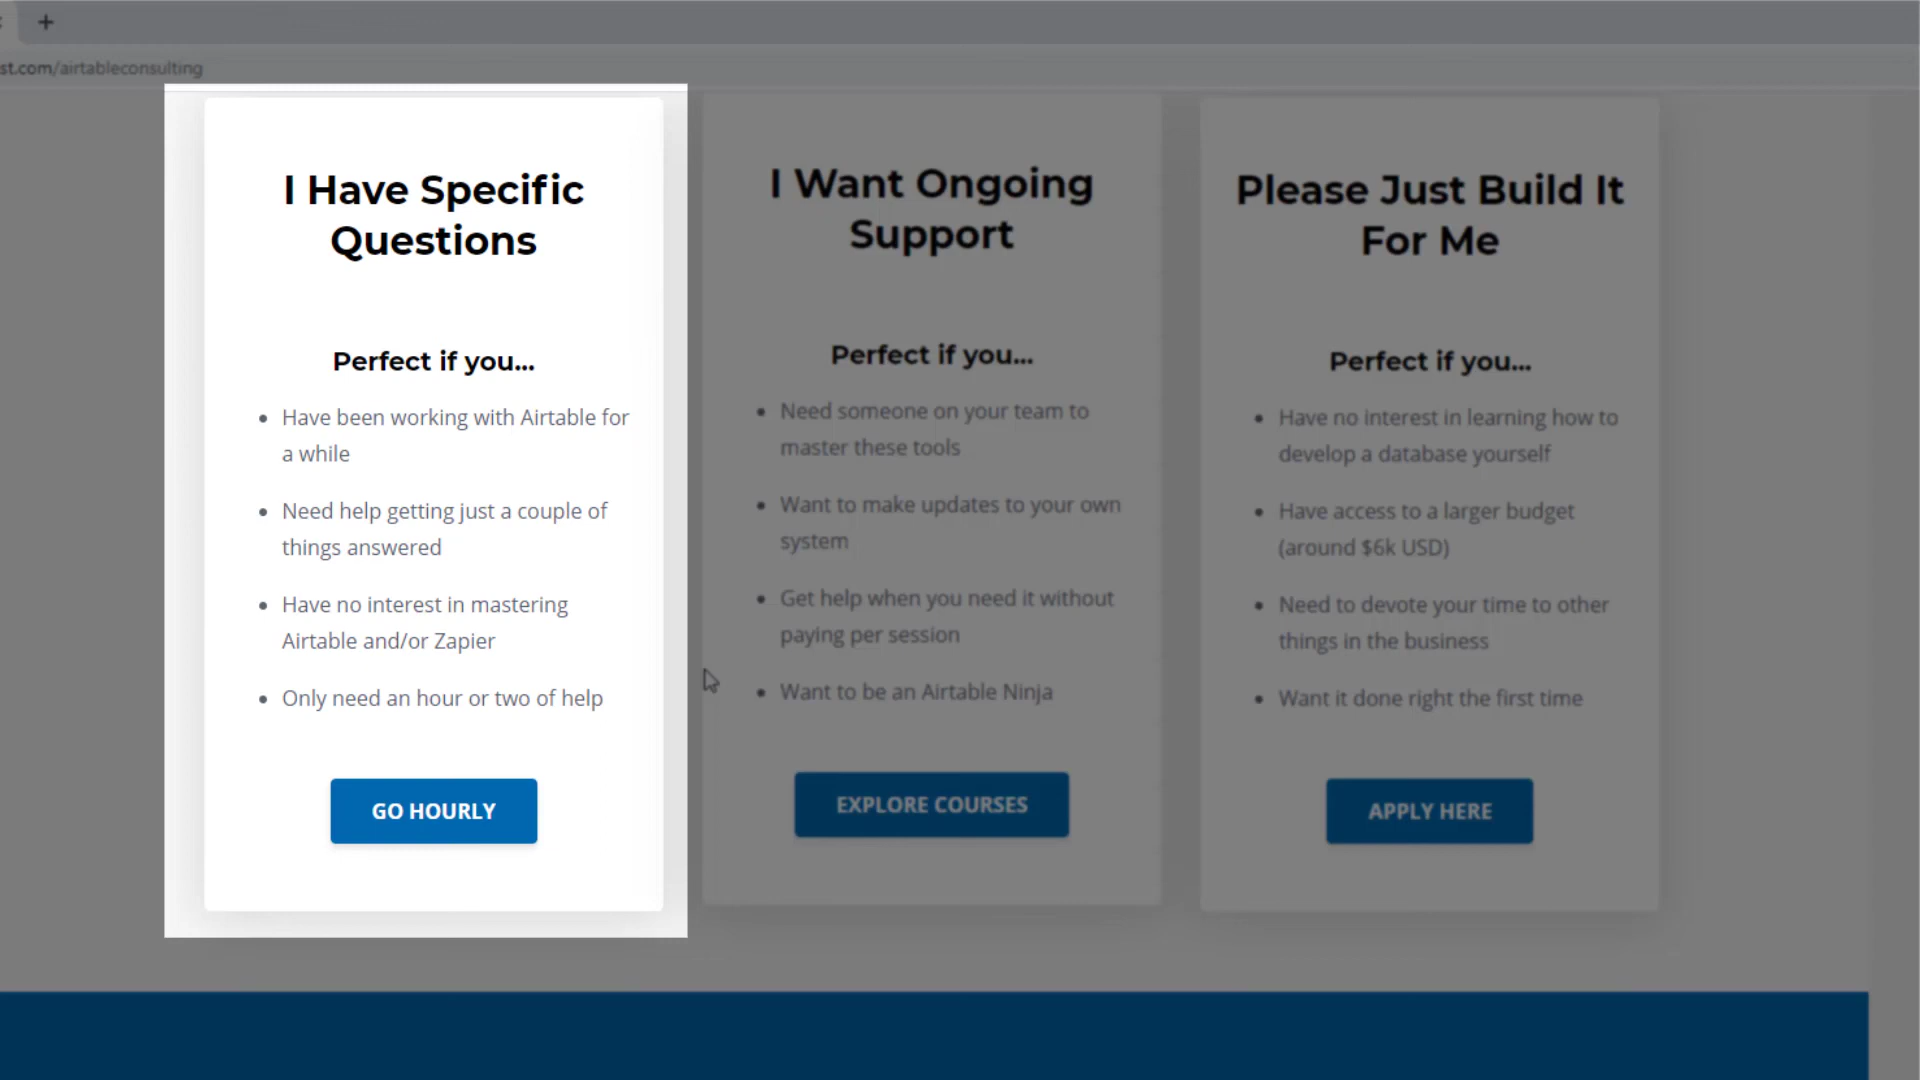 st.com/airtableconsulting
I Have Specific
Questions
Perfect if you...
Have been working with Airtable for
a while
Need help getting just a couple of
things answered
Have no interest in mastering
Airtable and/or Zapier
Only need an hour or two of help
GO HOURLY
I Want Ongoing
Support
Perfect if you...
Need someone on your team to
master these tools
Want to make updates to your own
system
Get help when you need it without
paying per session
Want to be an Airtable Ninja
EXPLORE COURSES
Please Just Build It
For Me
Perfect if you...
Have no interest in learning how to
develop a database yourself
Have access to a larger budget
(around $6k USD)
Need to devote your time to other
things in the business
Want it done right the first time
APPLY HERE